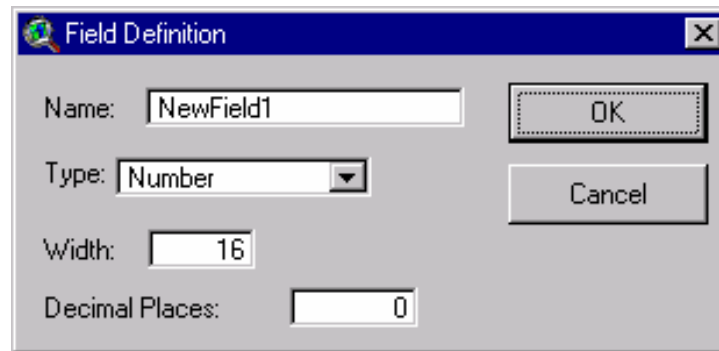 Field Definition
Name: NewField1
OK
Type: Number
Cancel
Width: 16
Decimal Places: 0